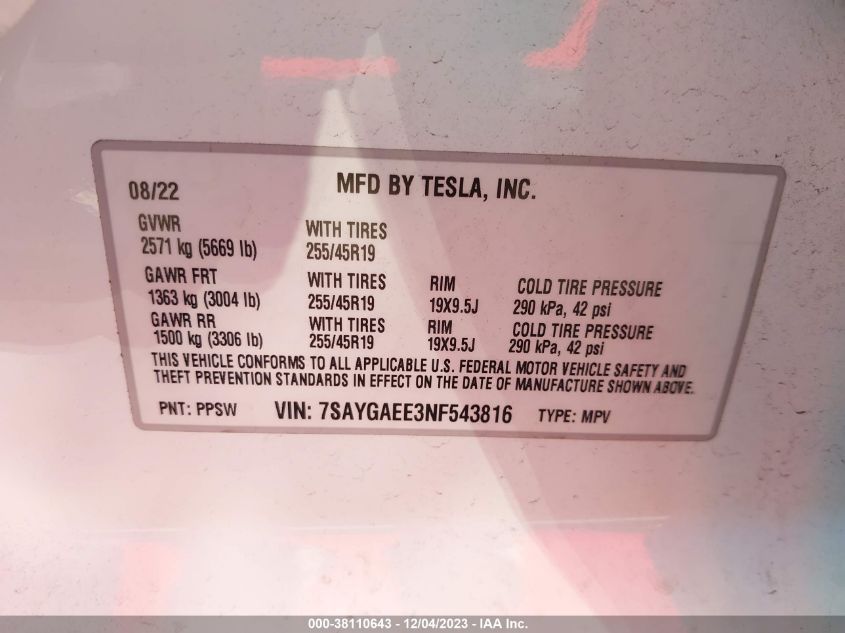 08/22 MFD BY TESLA, INC.
GVWR
2571 kg (5669 lb) WITH TIRES 255/45R19
GAWR FRT WITH TIRES RIM COLD TIRE PRESSURE
1363 kg (3004 lb) 255/45R19 19X9.5J 290 kPa, 42 psi
GAWR RR WITH TIRES RIM COLD TIRE PRESSURE
1500 kg (3306 lb) 255/45R19 19X9.5J 290 kPa, 42 psi
THIS VEHICLE CONFORMS TO ALL APPLICABLE U.S. FEDERAL MOTOR VEHICLE SAFETY AND
THEFT PREVENTION STANDARDS IN EFFECT ON THE DATE OF MANUFACTURE SHOWN ABOVE.
PNT: PPSW VIN: 7SAYGAEE3NF543816 TYPE: MPV
000-38110643 - 12/04/2023 - IAA Inc.